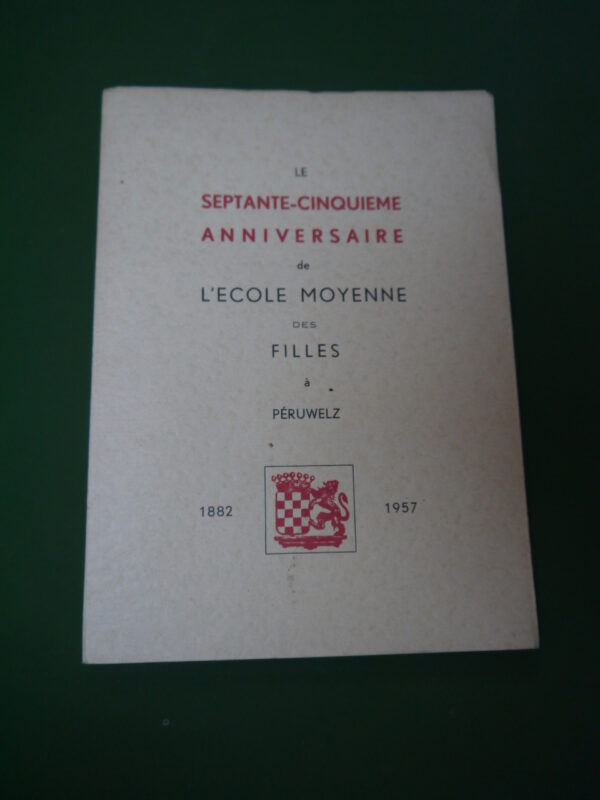 LE
SEPTANTE-CINQUIEME
ANNIVERSAIRE
de
L'ECOLE MOYENNE
DES
FILLES
à
PÉRUWELZ
1882 1957